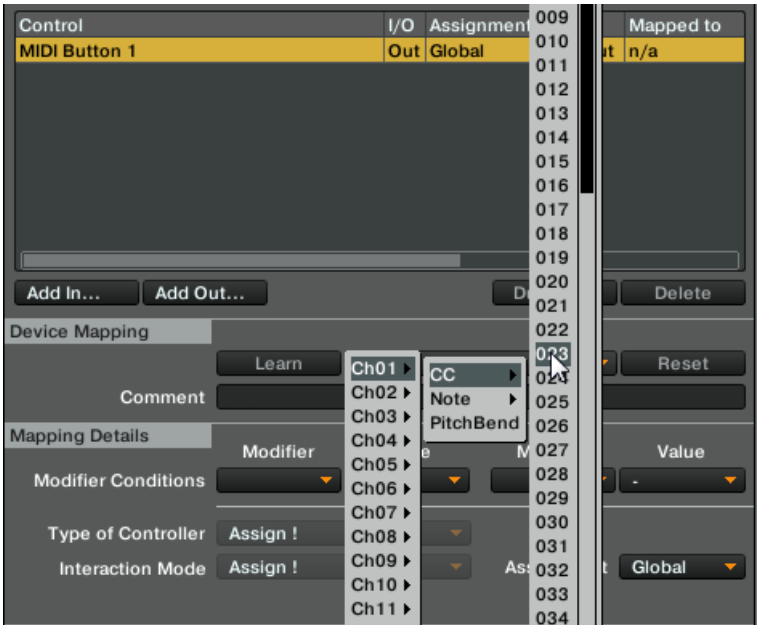 Control I/O Assignment Mapped to
MIDI Button 1 Out Global n/a
Add In... Add Out... Delete
Device Mapping
Learn Reset
Comment
Mapping Details
Modifier Value
Modifier Conditions -
Type of Controller Assign !
Interaction Mode Assign ! Global
Ch01
Ch02
Ch03
Ch04
Ch05
Ch06
Ch07
Ch08
Ch09
Ch10
Ch11
CC
Note
PitchBend
009
010
011
012
013
014
015
016
017
018
019
020
021
022
023
024
025
026
027
028
029
030
031
032
033
034